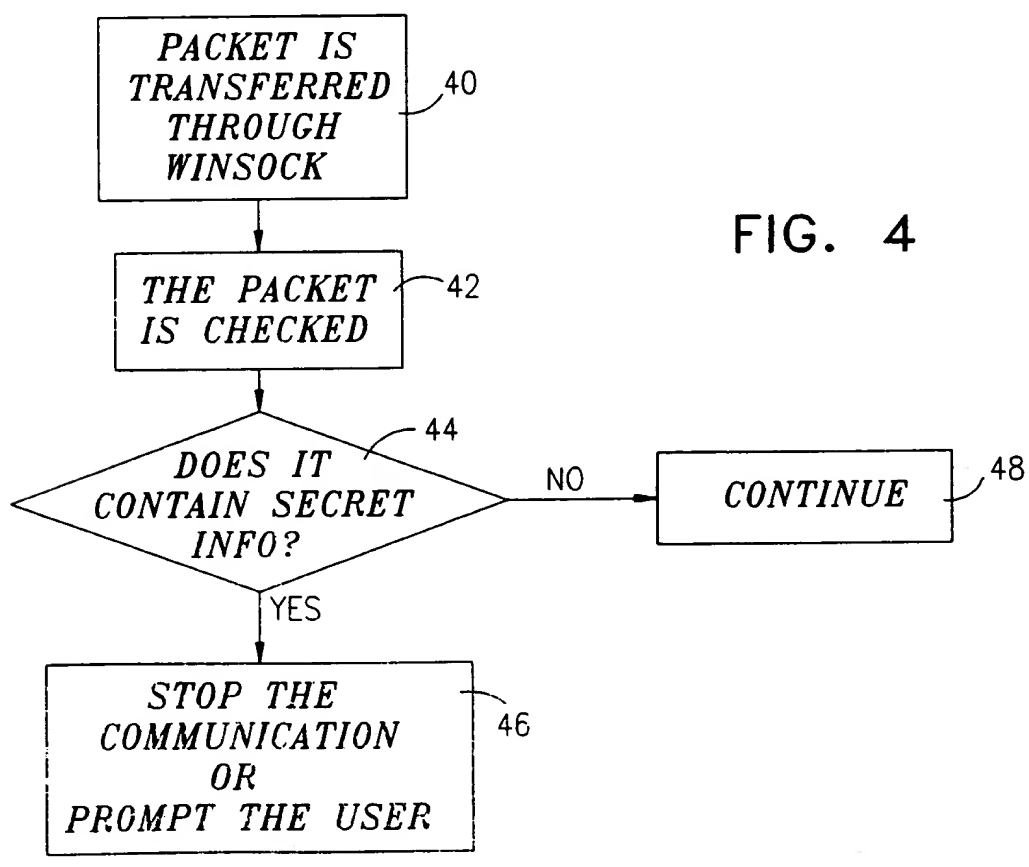 PACKET IS
TRANSFERRED
THROUGH
WINSOCK
40
FIG. 4
THE PACKET
IS CHECKED
42
44
DOES IT
CONTAIN SECRET
INFO?
NO
CONTINUE
48
YES
STOP THE
COMMUNICATION
OR
PROMPT THE USER
46